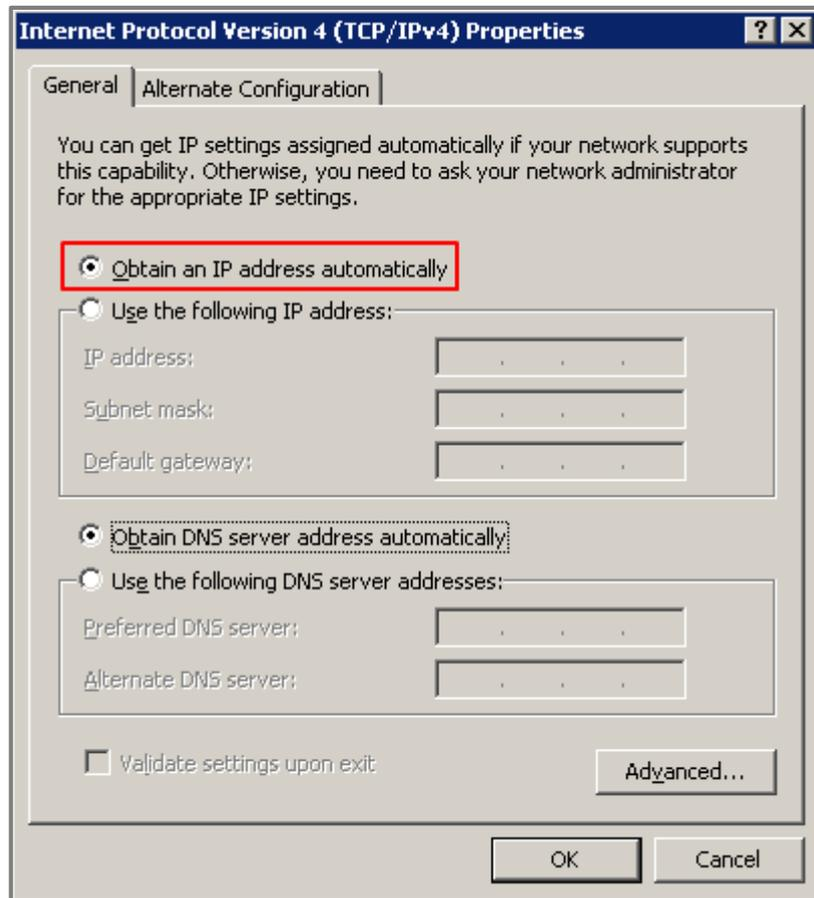 Internet Protocol Version 4 (TCP/IPv4) Properties
General
Alternate Configuration
You can get IP settings assigned automatically if your network supports
this capability. Otherwise, you need to ask your network administrator
for the appropriate IP settings.
Obtain an IP address automatically
Use the following IP address:
IP address:
Subnet mask:
Default gateway:
Obtain DNS server address automatically
Use the following DNS server addresses:
Preferred DNS server:
Alternate DNS server:
Validate settings upon exit
Advanced...
OK
Cancel